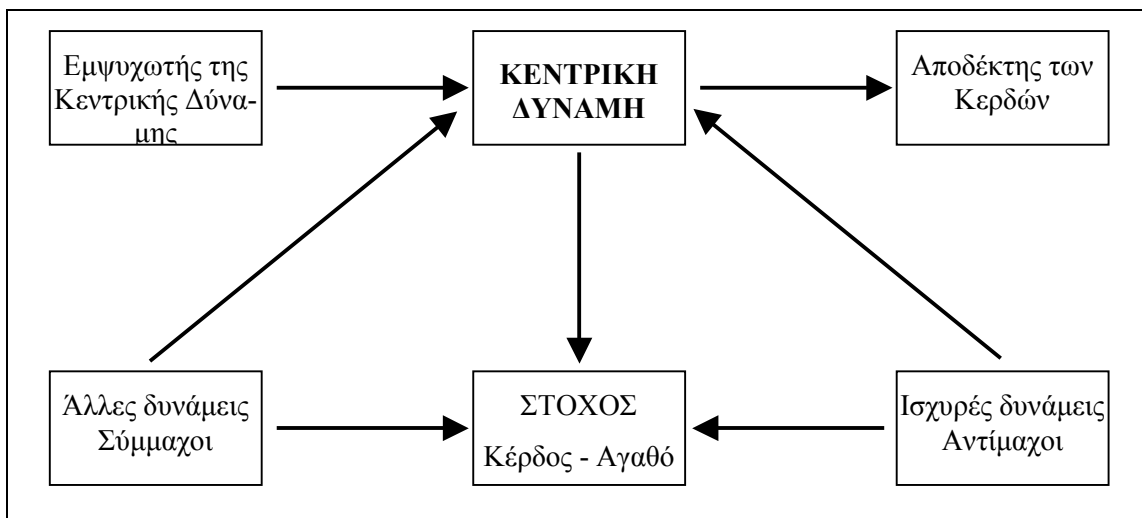 Εμψυχωτής της
Κεντρικής Δύνα-
μης
ΚΕΝΤΡΙΚΗ
ΔΥΝΑΜΗ
Αποδέκτης των
Κερδών
Άλλες δυνάμεις
Σύμμαχοι
ΣΤΟΧΟΣ
Κέρδος - Αγαθό
Ισχυρές δυνάμεις
Αντίμαχοι